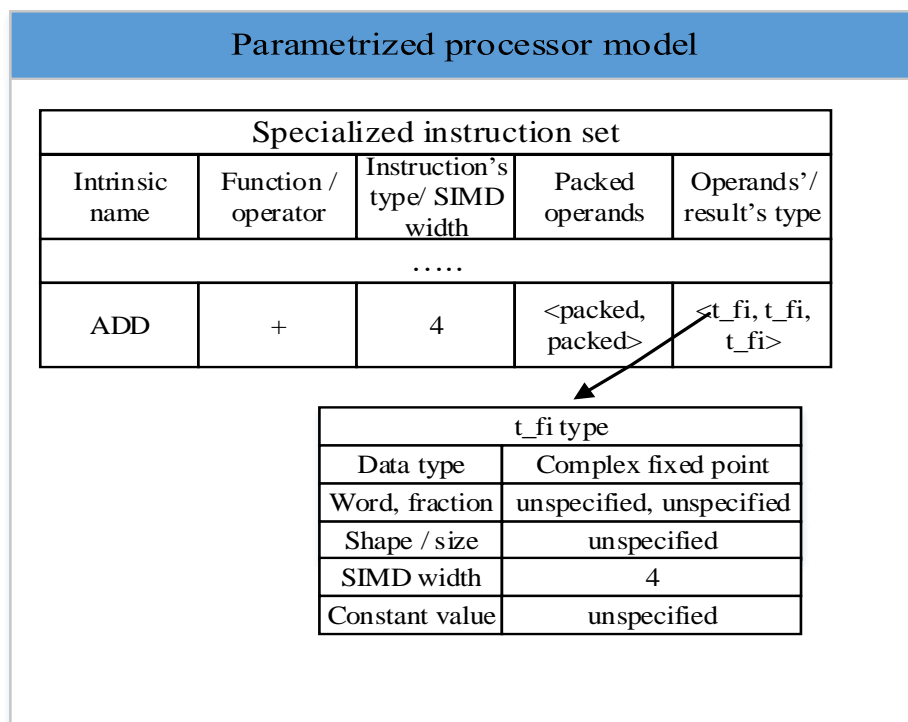 Parametrized processor model
Specialized instruction set
Intrinsic name
Function / operator
Instruction's type/ SIMD width
Packed operands
Operands'/ result's type
.....
ADD
+
4
<packed, packed>
<t_fi, t_fi, t_fi>
t_fi type
Data type
Complex fixed point
Word, fraction
unspecified, unspecified
Shape / size
unspecified
SIMD width
4
Constant value
unspecified